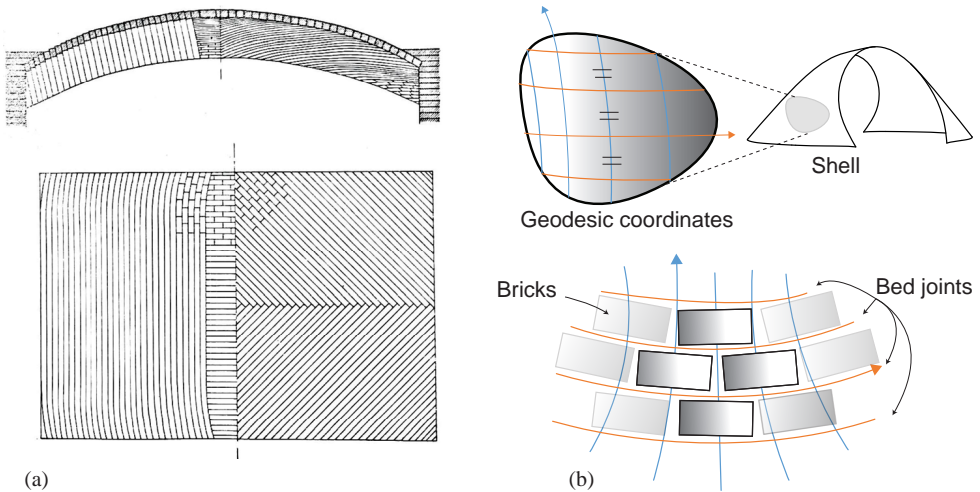 Shell
Geodesic coordinates
Bricks
Bed joints
(a)
(b)